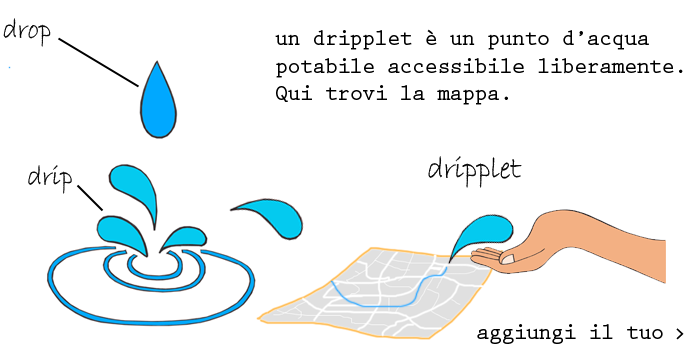 drop
un dripplet è un punto d'acqua
potabile accessibile liberamente.
Qui trovi la mappa.
drip
dripplet
aggiungi il tuo >